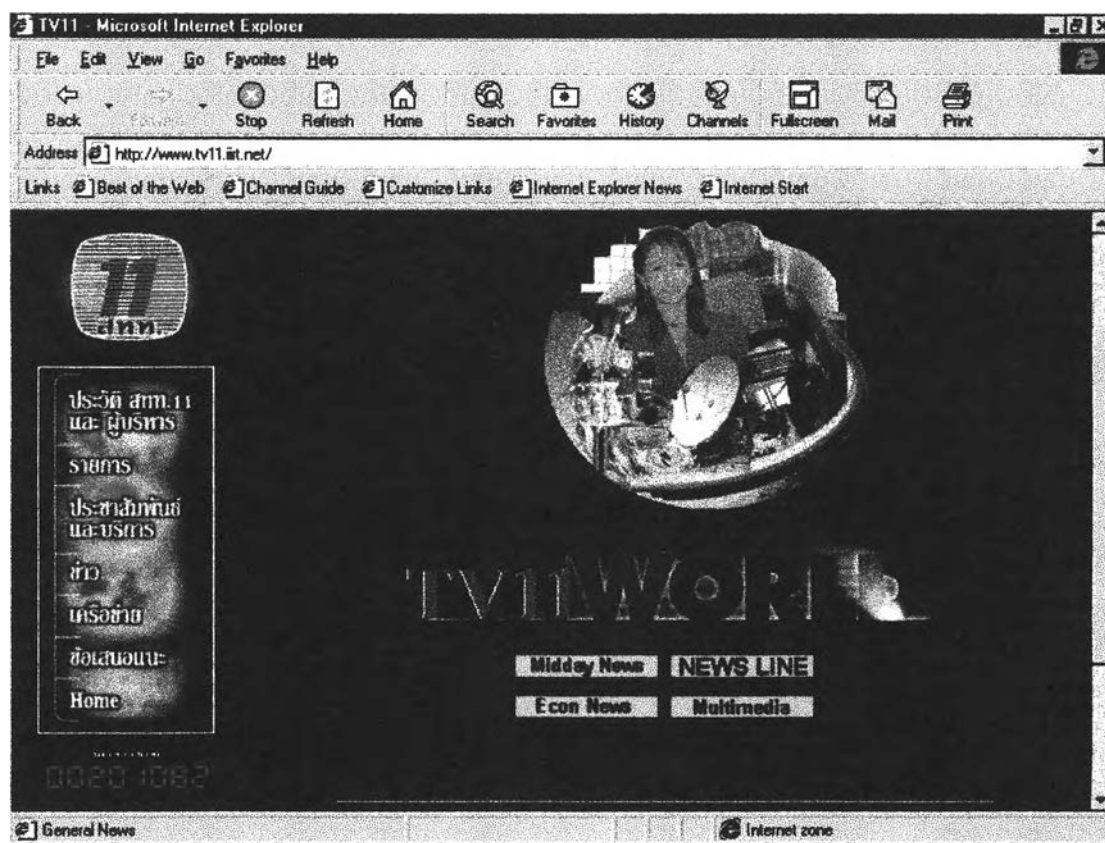 TV11 - Microsoft Internet Explorer
File Edit View Go Favorites Help
Back Forward Stop Refresh Home Search Favorites History Channels Fullscreen Mail Print
Address http://www.tv11.iirt.net/
Links Best of the Web Channel Guide Customize Links Internet Explorer News Internet Start
11
สทท.
ประวัติ สทท.11
และ ผู้บริหาร
รายการ
ประชาสัมพันธ์
และบริการ
ข่าว
เครือข่าย
ข้อเสนอแนะ
Home
TV11 WORLD
Midday News NEWS LINE
Econ News Multimedia
00201082
General News Internet zone